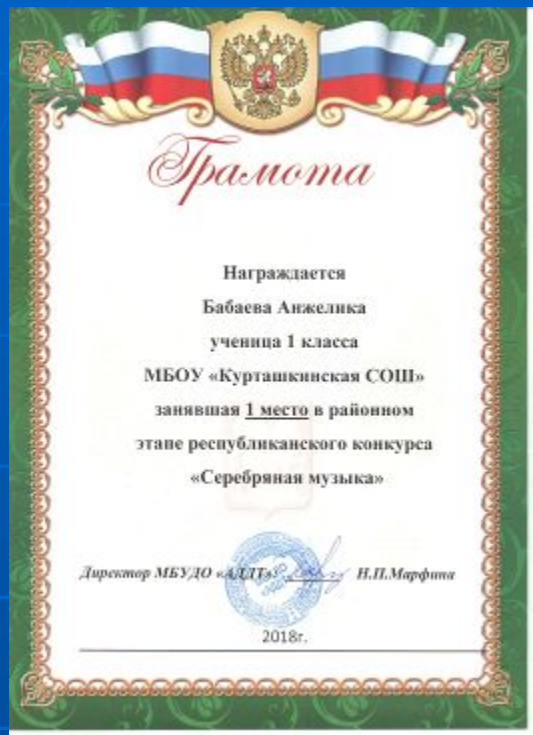 Грамота
Награждается
Бабаева Анжелика
ученица 1 класса
МБОУ «Курташкинская СОШ»
занявшая 1 место в районном
этапе республиканского конкурса
«Серебряная музыка»
Директор МБУДО «АДДТ»: Н.П.Марфина
2018г.